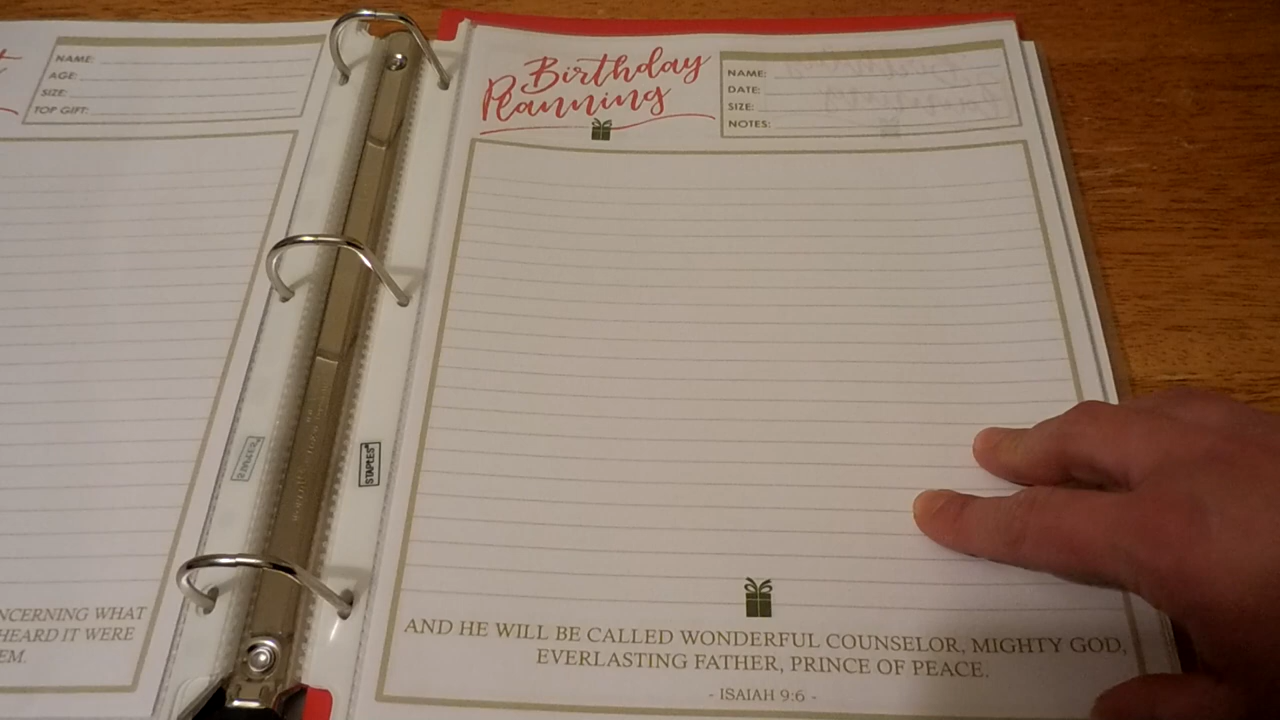 NAME:
AGE:
SIZE:
TOP GIFT:
NCERNING WHAT
HEARD IT WERE
EM.
STAPLES
Birthday
Planning
NAME:
DATE:
SIZE:
NOTES:
AND HE WILL BE CALLED WONDERFUL COUNSELOR, MIGHTY GOD,
EVERLASTING FATHER, PRINCE OF PEACE.
- ISAIAH 9:6 -